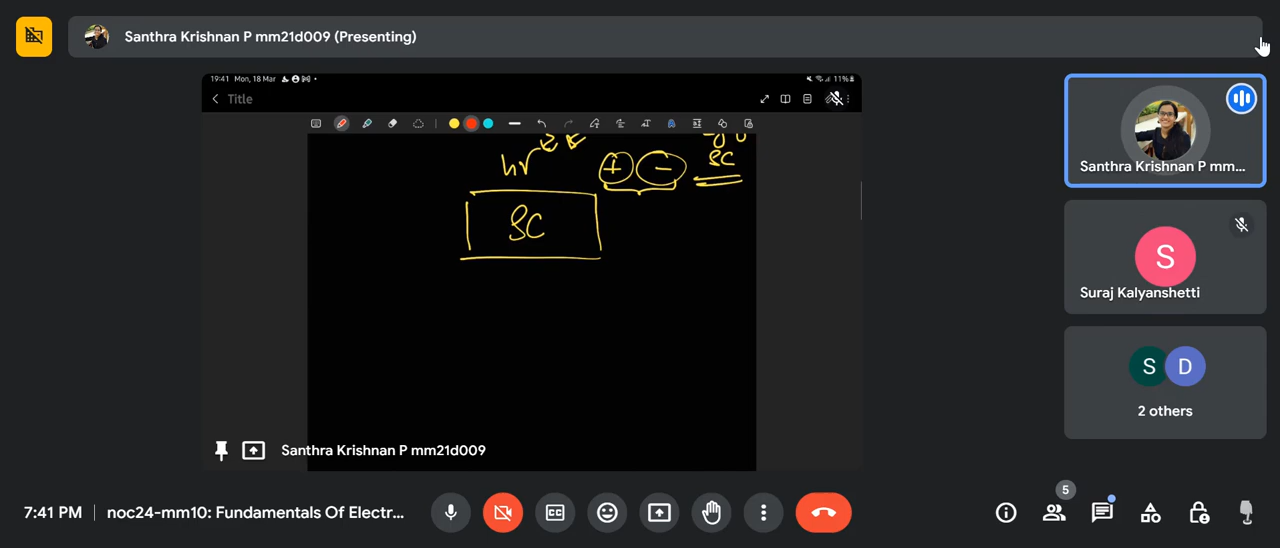 Santhra Krishnan P mm21d009 (Presenting)
19:41 Mon, 18 Mar
11%
Title
hν
+ −
SC
SC
Santhra Krishnan P mm21d009
Santhra Krishnan P mm...
S
Suraj Kalyanshetti
S D
2 others
7:41 PM
noc24-mm10: Fundamentals Of Electr...
5